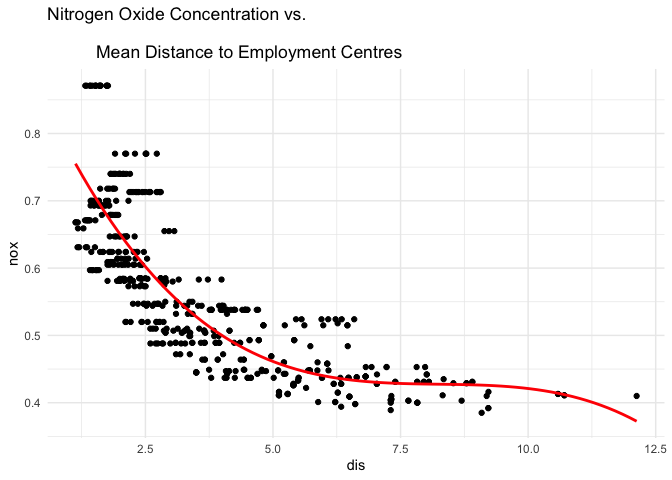 Nitrogen Oxide Concentration vs.
Mean Distance to Employment Centres
0.8
0.7
0.6
0.5
0.4
nox
2.5 5.0 7.5 10.0 12.5
dis